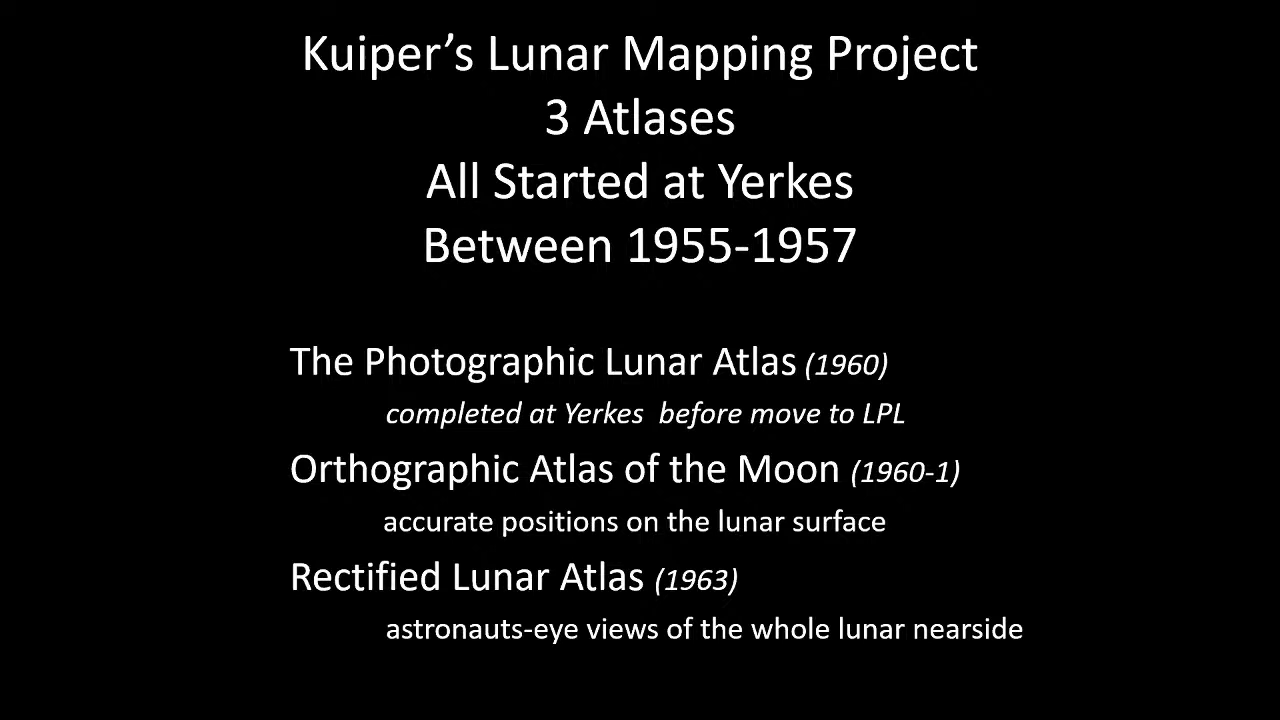 Kuiper’s Lunar Mapping Project
3 Atlases
All Started at Yerkes
Between 1955-1957
The Photographic Lunar Atlas (1960)
completed at Yerkes before move to LPL
Orthographic Atlas of the Moon (1960-1)
accurate positions on the lunar surface
Rectified Lunar Atlas (1963)
astronauts-eye views of the whole lunar nearside